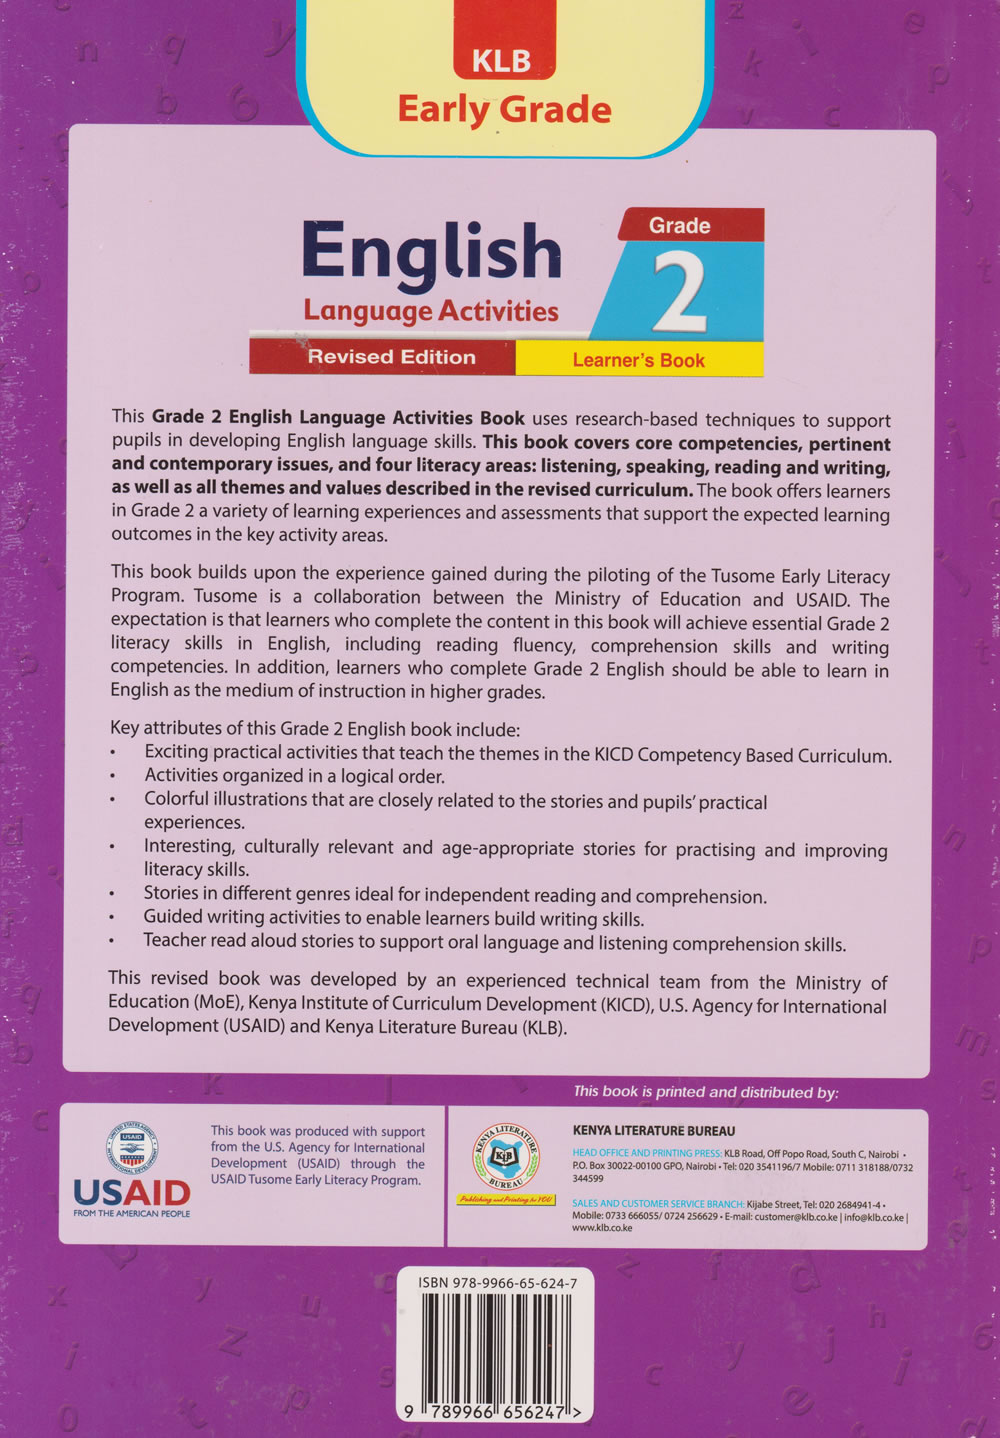 KLB
Early Grade
English
Language Activities
Grade
2
Revised Edition
Learner's Book
This Grade 2 English Language Activities Book uses research-based techniques to support
pupils in developing English language skills. This book covers core competencies, pertinent
and contemporary issues, and four literacy areas: listening, speaking, reading and writing,
as well as all themes and values described in the revised curriculum. The book offers learners
in Grade 2 a variety of learning experiences and assessments that support the expected learning
outcomes in the key activity areas.
This book builds upon the experience gained during the piloting of the Tusome Early Literacy
Program. Tusome is a collaboration between the Ministry of Education and USAID. The
expectation is that learners who complete the content in this book will achieve essential Grade 2
literacy skills in English, including reading fluency, comprehension skills and writing
competencies. In addition, learners who complete Grade 2 English should be able to learn in
English as the medium of instruction in higher grades.
Key attributes of this Grade 2 English book include:
• Exciting practical activities that teach the themes in the KICD Competency Based Curriculum.
• Activities organized in a logical order.
• Colorful illustrations that are closely related to the stories and pupils' practical
experiences.
• Interesting, culturally relevant and age-appropriate stories for practising and improving
literacy skills.
• Stories in different genres ideal for independent reading and comprehension.
• Guided writing activities to enable learners build writing skills.
• Teacher read aloud stories to support oral language and listening comprehension skills.
This revised book was developed by an experienced technical team from the Ministry of
Education (MoE), Kenya Institute of Curriculum Development (KICD), U.S. Agency for International
Development (USAID) and Kenya Literature Bureau (KLB).
This book is printed and distributed by:
UNITED STATES AGENCY
USAID
INTERNATIONAL DEVELOPMENT
USAID
FROM THE AMERICAN PEOPLE
This book was produced with support
from the U.S. Agency for International
Development (USAID) through the
USAID Tusome Early Literacy Program.
KENYA LITERATURE
KLB
BUREAU
Publishing and Printing for YOU
KENYA LITERATURE BUREAU
HEAD OFFICE AND PRINTING PRESS: KLB Road, Off Popo Road, South C, Nairobi •
P.O. Box 30022-00100 GPO, Nairobi • Tel: 020 3541196/7 Mobile: 0711 318188/0732
344599
SALES AND CUSTOMER SERVICE BRANCH: Kijabe Street, Tel: 020 2684941-4 •
Mobile: 0733 666055/ 0724 256629 • E-mail: customer@klb.co.ke | info@klb.co.ke |
www.klb.co.ke
ISBN 978-9966-65-624-7
9 789966 656247 >